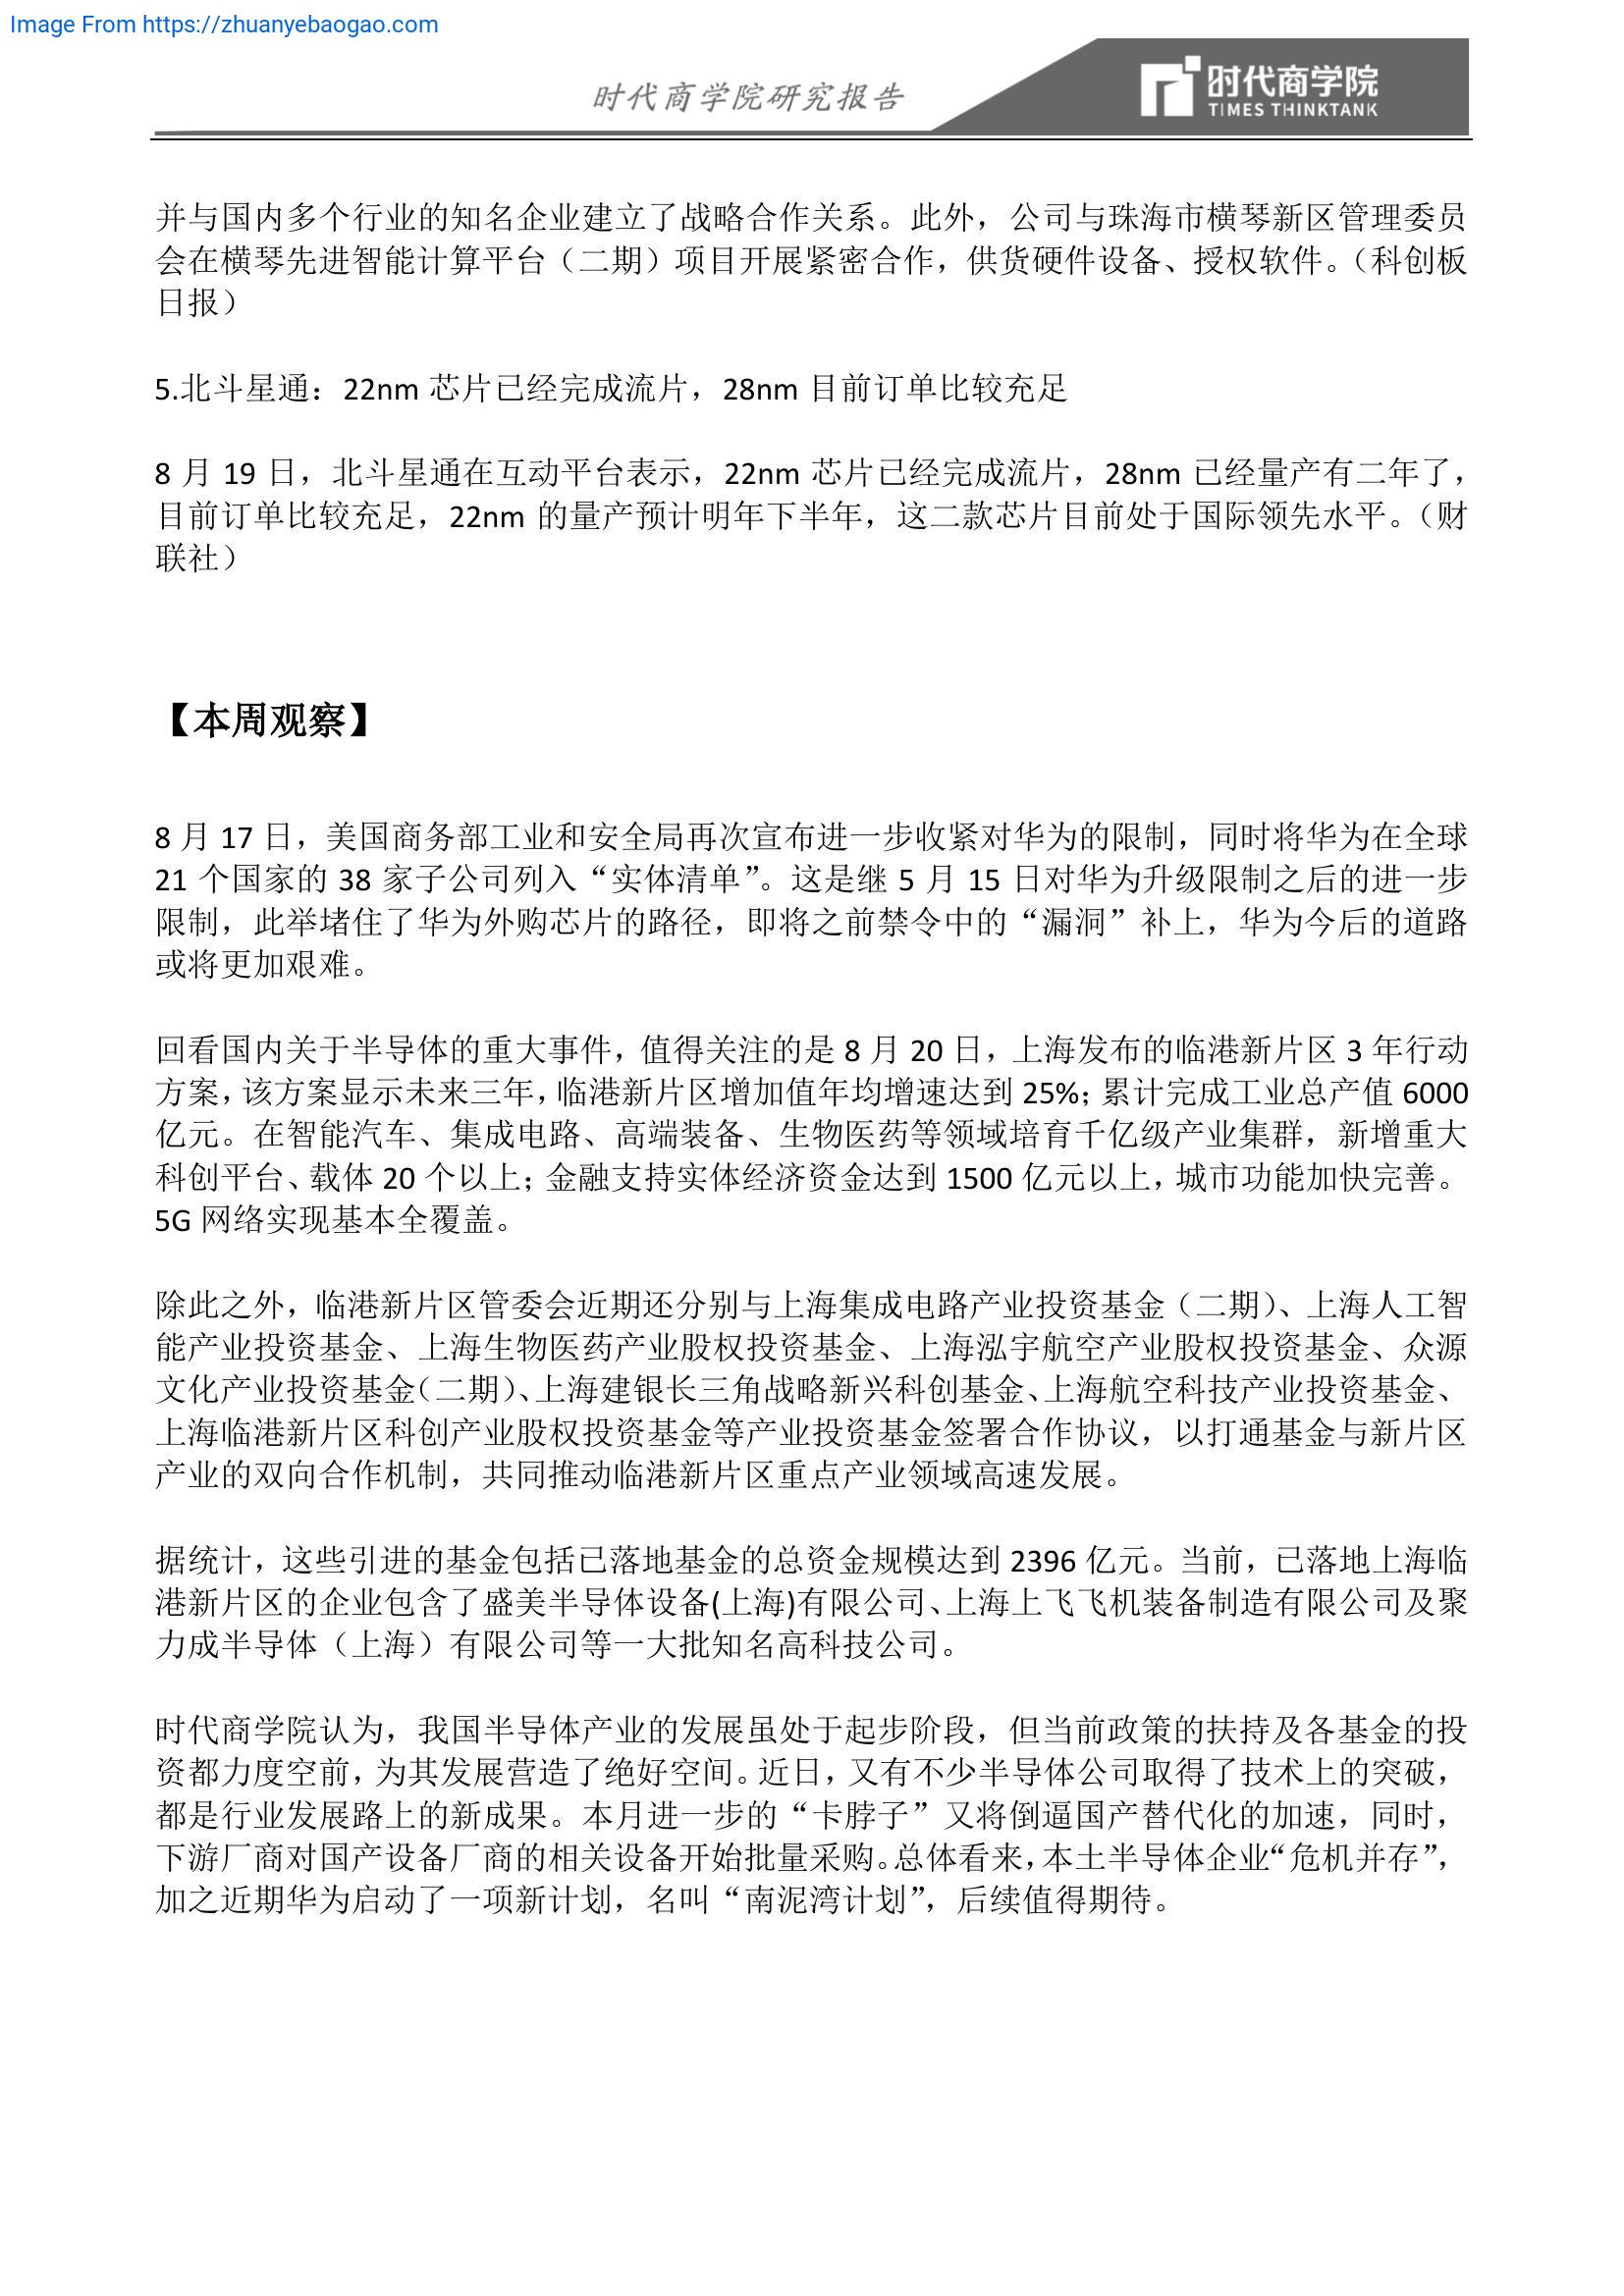 Image From https://zhuanyebaogao.com
时代商学院研究报告
时代商学院
TIMES THINKTANK
并与国内多个行业的知名企业建立了战略合作关系。此外，公司与珠海市横琴新区管理委员
会在横琴先进智能计算平台（二期）项目开展紧密合作，供货硬件设备、授权软件。（科创板
日报）
5.北斗星通：22nm 芯片已经完成流片，28nm 目前订单比较充足
8 月 19 日，北斗星通在互动平台表示，22nm 芯片已经完成流片，28nm 已经量产有二年了，
目前订单比较充足，22nm 的量产预计明年下半年，这二款芯片目前处于国际领先水平。（财
联社）
【本周观察】
8 月 17 日，美国商务部工业和安全局再次宣布进一步收紧对华为的限制，同时将华为在全球
21 个国家的 38 家子公司列入“实体清单”。这是继 5 月 15 日对华为升级限制之后的进一步
限制，此举堵住了华为外购芯片的路径，即将之前禁令中的“漏洞”补上，华为今后的道路
或将更加艰难。
回看国内关于半导体的重大事件，值得关注的是 8 月 20 日，上海发布的临港新片区 3 年行动
方案，该方案显示未来三年，临港新片区增加值年均增速达到 25%；累计完成工业总产值 6000
亿元。在智能汽车、集成电路、高端装备、生物医药等领域培育千亿级产业集群，新增重大
科创平台、载体 20 个以上；金融支持实体经济资金达到 1500 亿元以上，城市功能加快完善。
5G 网络实现基本全覆盖。
除此之外，临港新片区管委会近期还分别与上海集成电路产业投资基金（二期）、上海人工智
能产业投资基金、上海生物医药产业股权投资基金、上海泓宇航空产业股权投资基金、众源
文化产业投资基金（二期）、上海建银长三角战略新兴科创基金、上海航空科技产业投资基金、
上海临港新片区科创产业股权投资基金等产业投资基金签署合作协议，以打通基金与新片区
产业的双向合作机制，共同推动临港新片区重点产业领域高速发展。
据统计，这些引进的基金包括已落地基金的总资金规模达到 2396 亿元。当前，已落地上海临
港新片区的企业包含了盛美半导体设备(上海)有限公司、上海上飞飞机装备制造有限公司及聚
力成半导体（上海）有限公司等一大批知名高科技公司。
时代商学院认为，我国半导体产业的发展虽处于起步阶段，但当前政策的扶持及各基金的投
资都力度空前，为其发展营造了绝好空间。近日，又有不少半导体公司取得了技术上的突破，
都是行业发展路上的新成果。本月进一步的“卡脖子”又将倒逼国产替代化的加速，同时，
下游厂商对国产设备厂商的相关设备开始批量采购。总体看来，本土半导体企业“危机并存”，
加之近期华为启动了一项新计划，名叫“南泥湾计划”，后续值得期待。